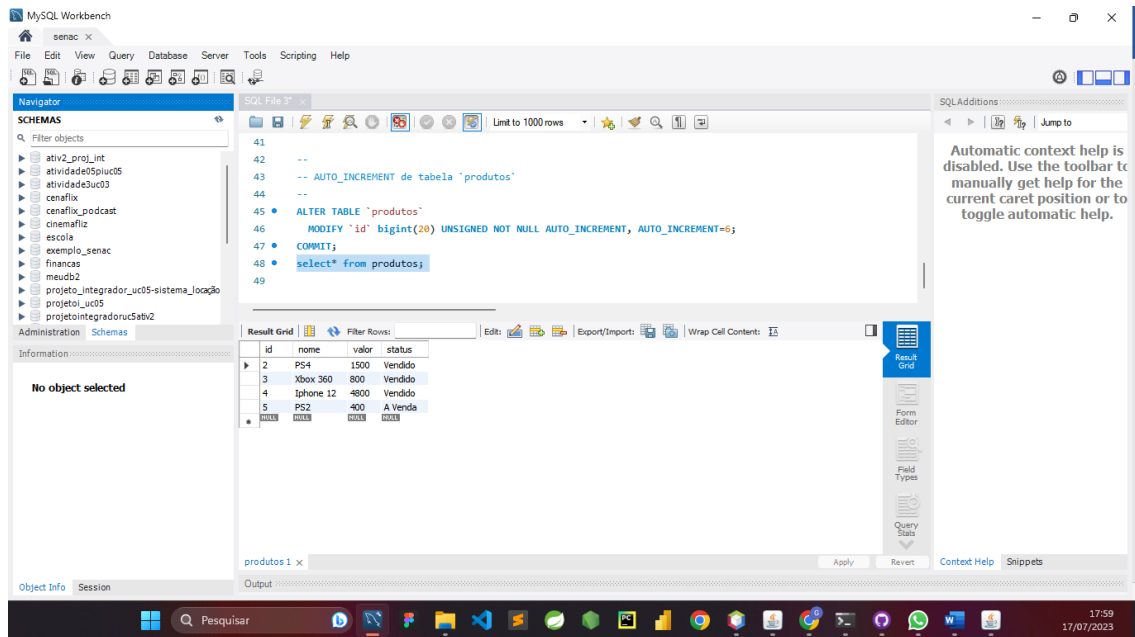 MySQL Workbench
senac
File Edit View Query Database Server Tools Scripting Help
Navigator
SCHEMAS
Filter objects
ativ2_proj_int
atividade05piuc05
atividade3uc03
cenaflix
cenaflix_podcast
cinemafliz
escola
exemplo_senac
financas
meudb2
projeto_integrador_uc05-sistema_locação
projetoi_uc05
projetointegradoruc5ativ2
Administration Schemas
Information
No object selected
Object Info Session
SQL File 3*
Limit to 1000 rows
41
42 --
43 -- AUTO_INCREMENT de tabela `produtos`
44 --
45 ALTER TABLE `produtos`
46 MODIFY `id` bigint(20) UNSIGNED NOT NULL AUTO_INCREMENT, AUTO_INCREMENT=6;
47 COMMIT;
48 select* from produtos;
49
Result Grid Filter Rows: Edit: Export/Import: Wrap Cell Content:
id nome valor status
2 PS4 1500 Vendido
3 Xbox 360 800 Vendido
4 Iphone 12 4800 Vendido
5 PS2 400 A Venda
NULL NULL NULL NULL
Result
Grid
Form
Editor
Field
Types
Query
Stats
produtos 1
Apply Revert
Output
SQLAdditions
Jump to
Automatic context help is
disabled. Use the toolbar to
manually get help for the
current caret position or to
toggle automatic help.
Context Help Snippets
Pesquisar
17:59
17/07/2023